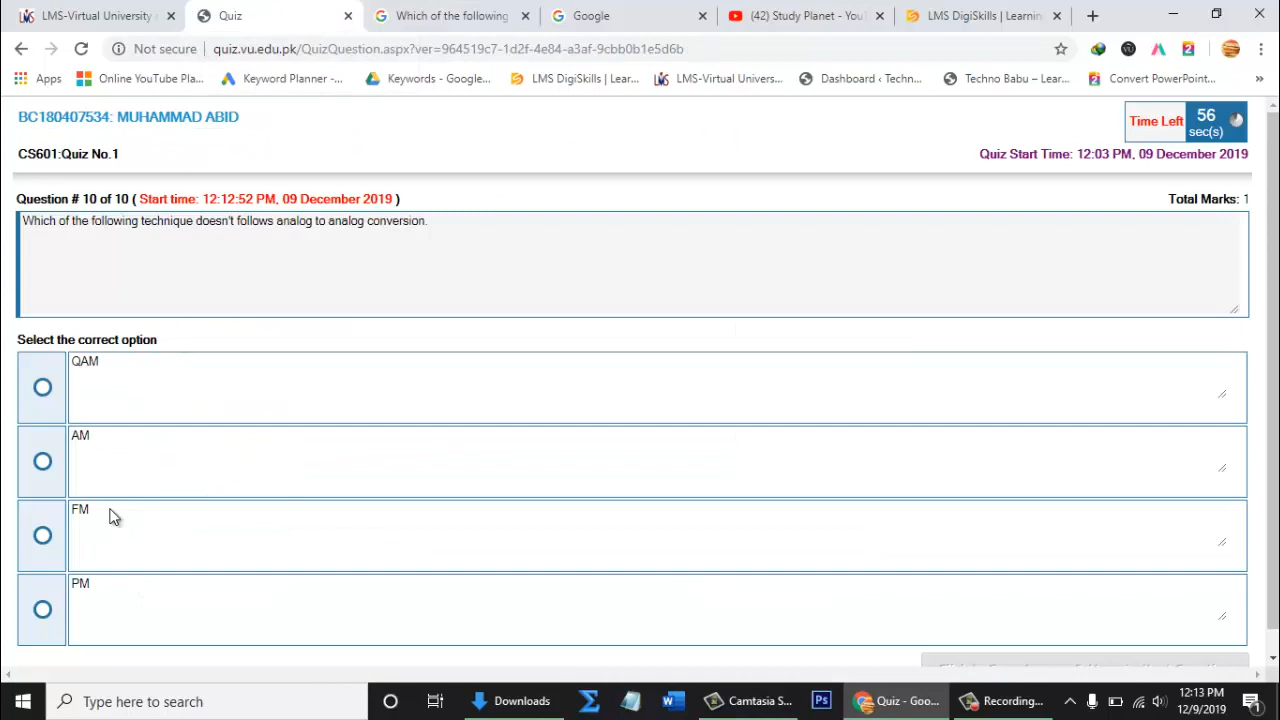 LMS-Virtual University
Quiz
Which of the following
Google
(42) Study Planet - You
LMS DigiSkills | Learnin
Not secure
quiz.vu.edu.pk/QuizQuestion.aspx?ver=964519c7-1d2f-4e84-a3af-9cbb0b1e5d6b
Apps
Online YouTube Pla...
Keyword Planner -...
Keywords - Google...
LMS DigiSkills | Lear...
LMS-Virtual Univers...
Dashboard ‹ Techn...
Techno Babu – Lear...
Convert PowerPoint...
BC180407534: MUHAMMAD ABID
Time Left
56
sec(s)
CS601:Quiz No.1
Quiz Start Time: 12:03 PM, 09 December 2019
Question # 10 of 10 ( Start time: 12:12:52 PM, 09 December 2019 )
Total Marks: 1
Which of the following technique doesn't follows analog to analog conversion.
Select the correct option
QAM
AM
FM
PM
Type here to search
Downloads
Camtasia S...
Quiz - Goo...
Recording...
12:13 PM
12/9/2019